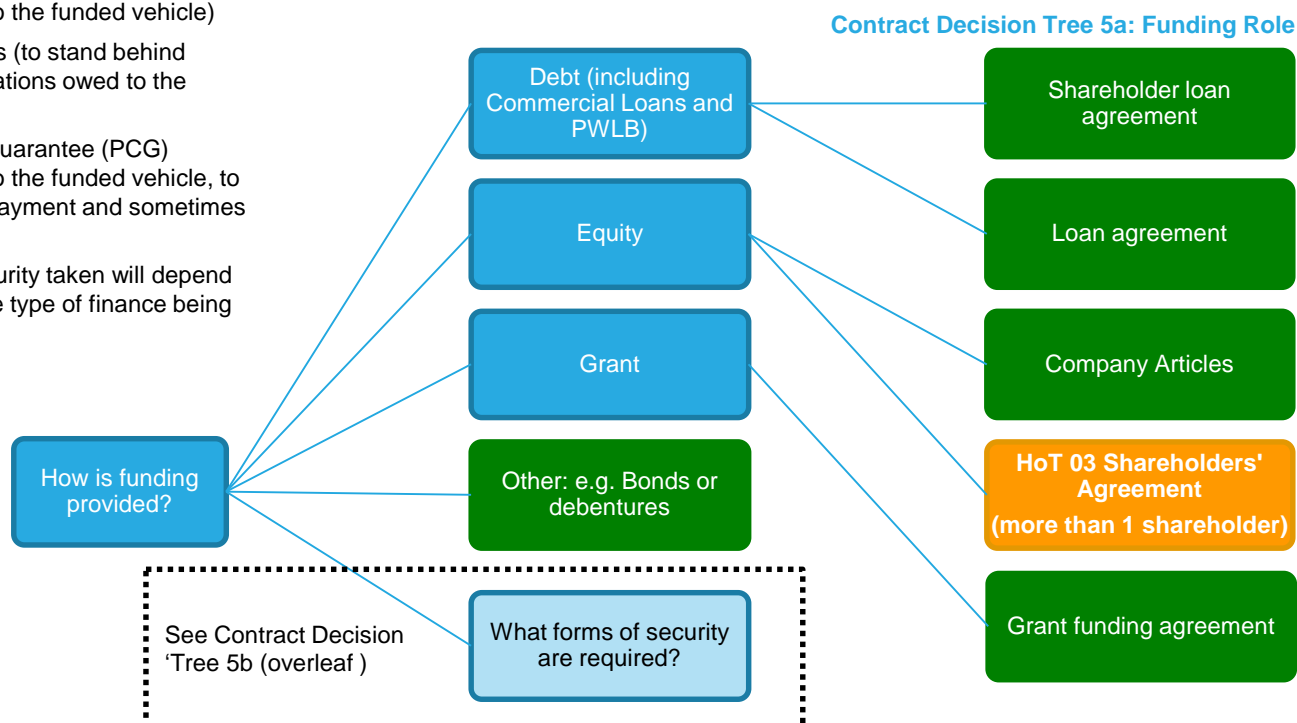 o the funded vehicle)
s (to stand behind
ations owed to the
uarantee (PCG)
o the funded vehicle, to
ayment and sometimes
urity taken will depend
e type of finance being
Contract Decision Tree 5a: Funding Role
Debt (including
Commercial Loans and
PWLB)
Shareholder loan
agreement
Equity
Loan agreement
Grant
Company Articles
How is funding
provided?
Other: e.g. Bonds or
debentures
HoT 03 Shareholders'
Agreement
(more than 1 shareholder)
See Contract Decision
‘Tree 5b (overleaf )
What forms of security
are required?
Grant funding agreement